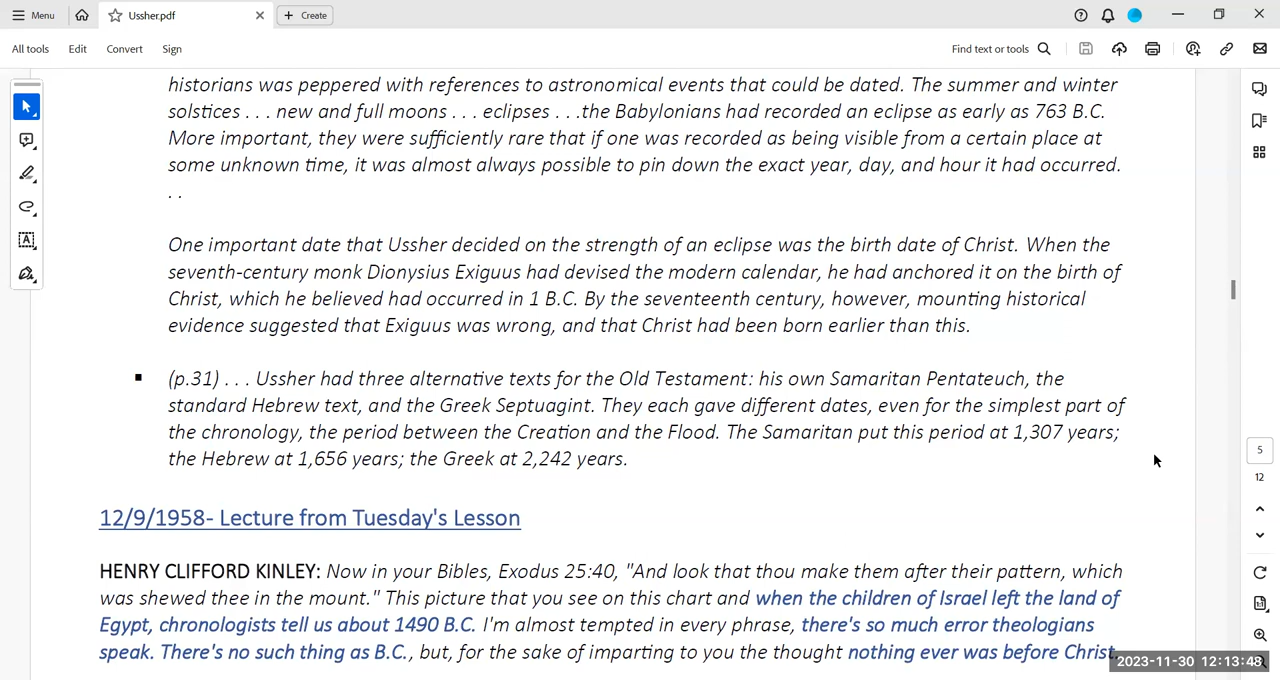 Menu
Ussher.pdf
Create
All tools
Edit
Convert
Sign
Find text or tools
historians was peppered with references to astronomical events that could be dated. The summer and winter
solstices . . . new and full moons . . . eclipses . . .the Babylonians had recorded an eclipse as early as 763 B.C.
More important, they were sufficiently rare that if one was recorded as being visible from a certain place at
some unknown time, it was almost always possible to pin down the exact year, day, and hour it had occurred.
. .
One important date that Ussher decided on the strength of an eclipse was the birth date of Christ. When the
seventh-century monk Dionysius Exiguus had devised the modern calendar, he had anchored it on the birth of
Christ, which he believed had occurred in 1 B.C. By the seventeenth century, however, mounting historical
evidence suggested that Exiguus was wrong, and that Christ had been born earlier than this.
▪ (p.31) . . . Ussher had three alternative texts for the Old Testament: his own Samaritan Pentateuch, the
standard Hebrew text, and the Greek Septuagint. They each gave different dates, even for the simplest part of
the chronology, the period between the Creation and the Flood. The Samaritan put this period at 1,307 years;
the Hebrew at 1,656 years; the Greek at 2,242 years.
12/9/1958- Lecture from Tuesday's Lesson
HENRY CLIFFORD KINLEY: Now in your Bibles, Exodus 25:40, "And look that thou make them after their pattern, which
was shewed thee in the mount." This picture that you see on this chart and when the children of Israel left the land of
Egypt, chronologists tell us about 1490 B.C. I'm almost tempted in every phrase, there's so much error theologians
speak. There's no such thing as B.C., but, for the sake of imparting to you the thought nothing ever was before Christ.
5
12
2023-11-30 12:13:48